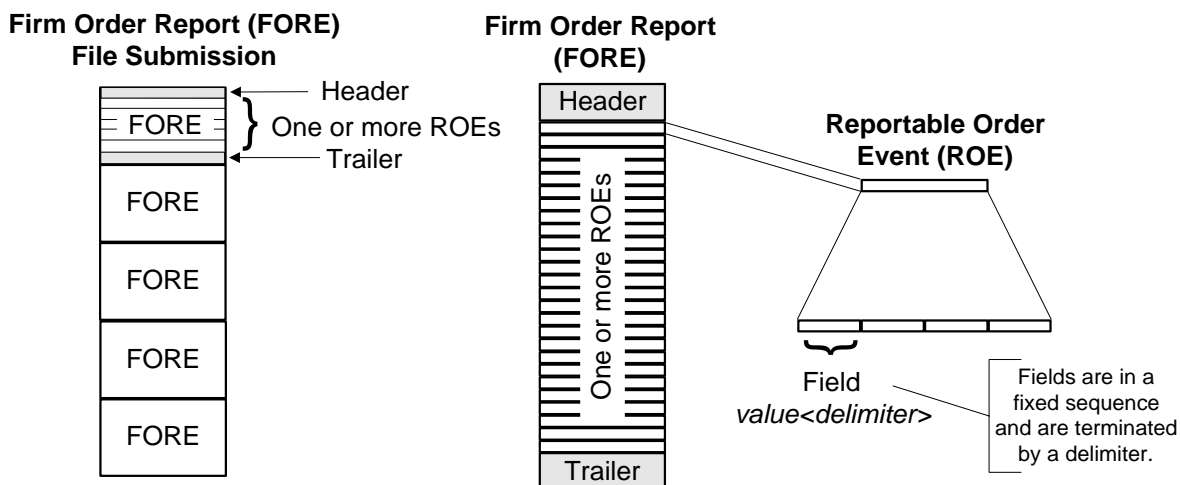 Firm Order Report (FORE)
File Submission
Header
FORE
One or more ROEs
Trailer
FORE
FORE
FORE
FORE
Firm Order Report
(FORE)
Header
One or more ROEs
Trailer
Reportable Order
Event (ROE)
Field
value<delimiter>
Fields are in a
fixed sequence
and are terminated
by a delimiter.